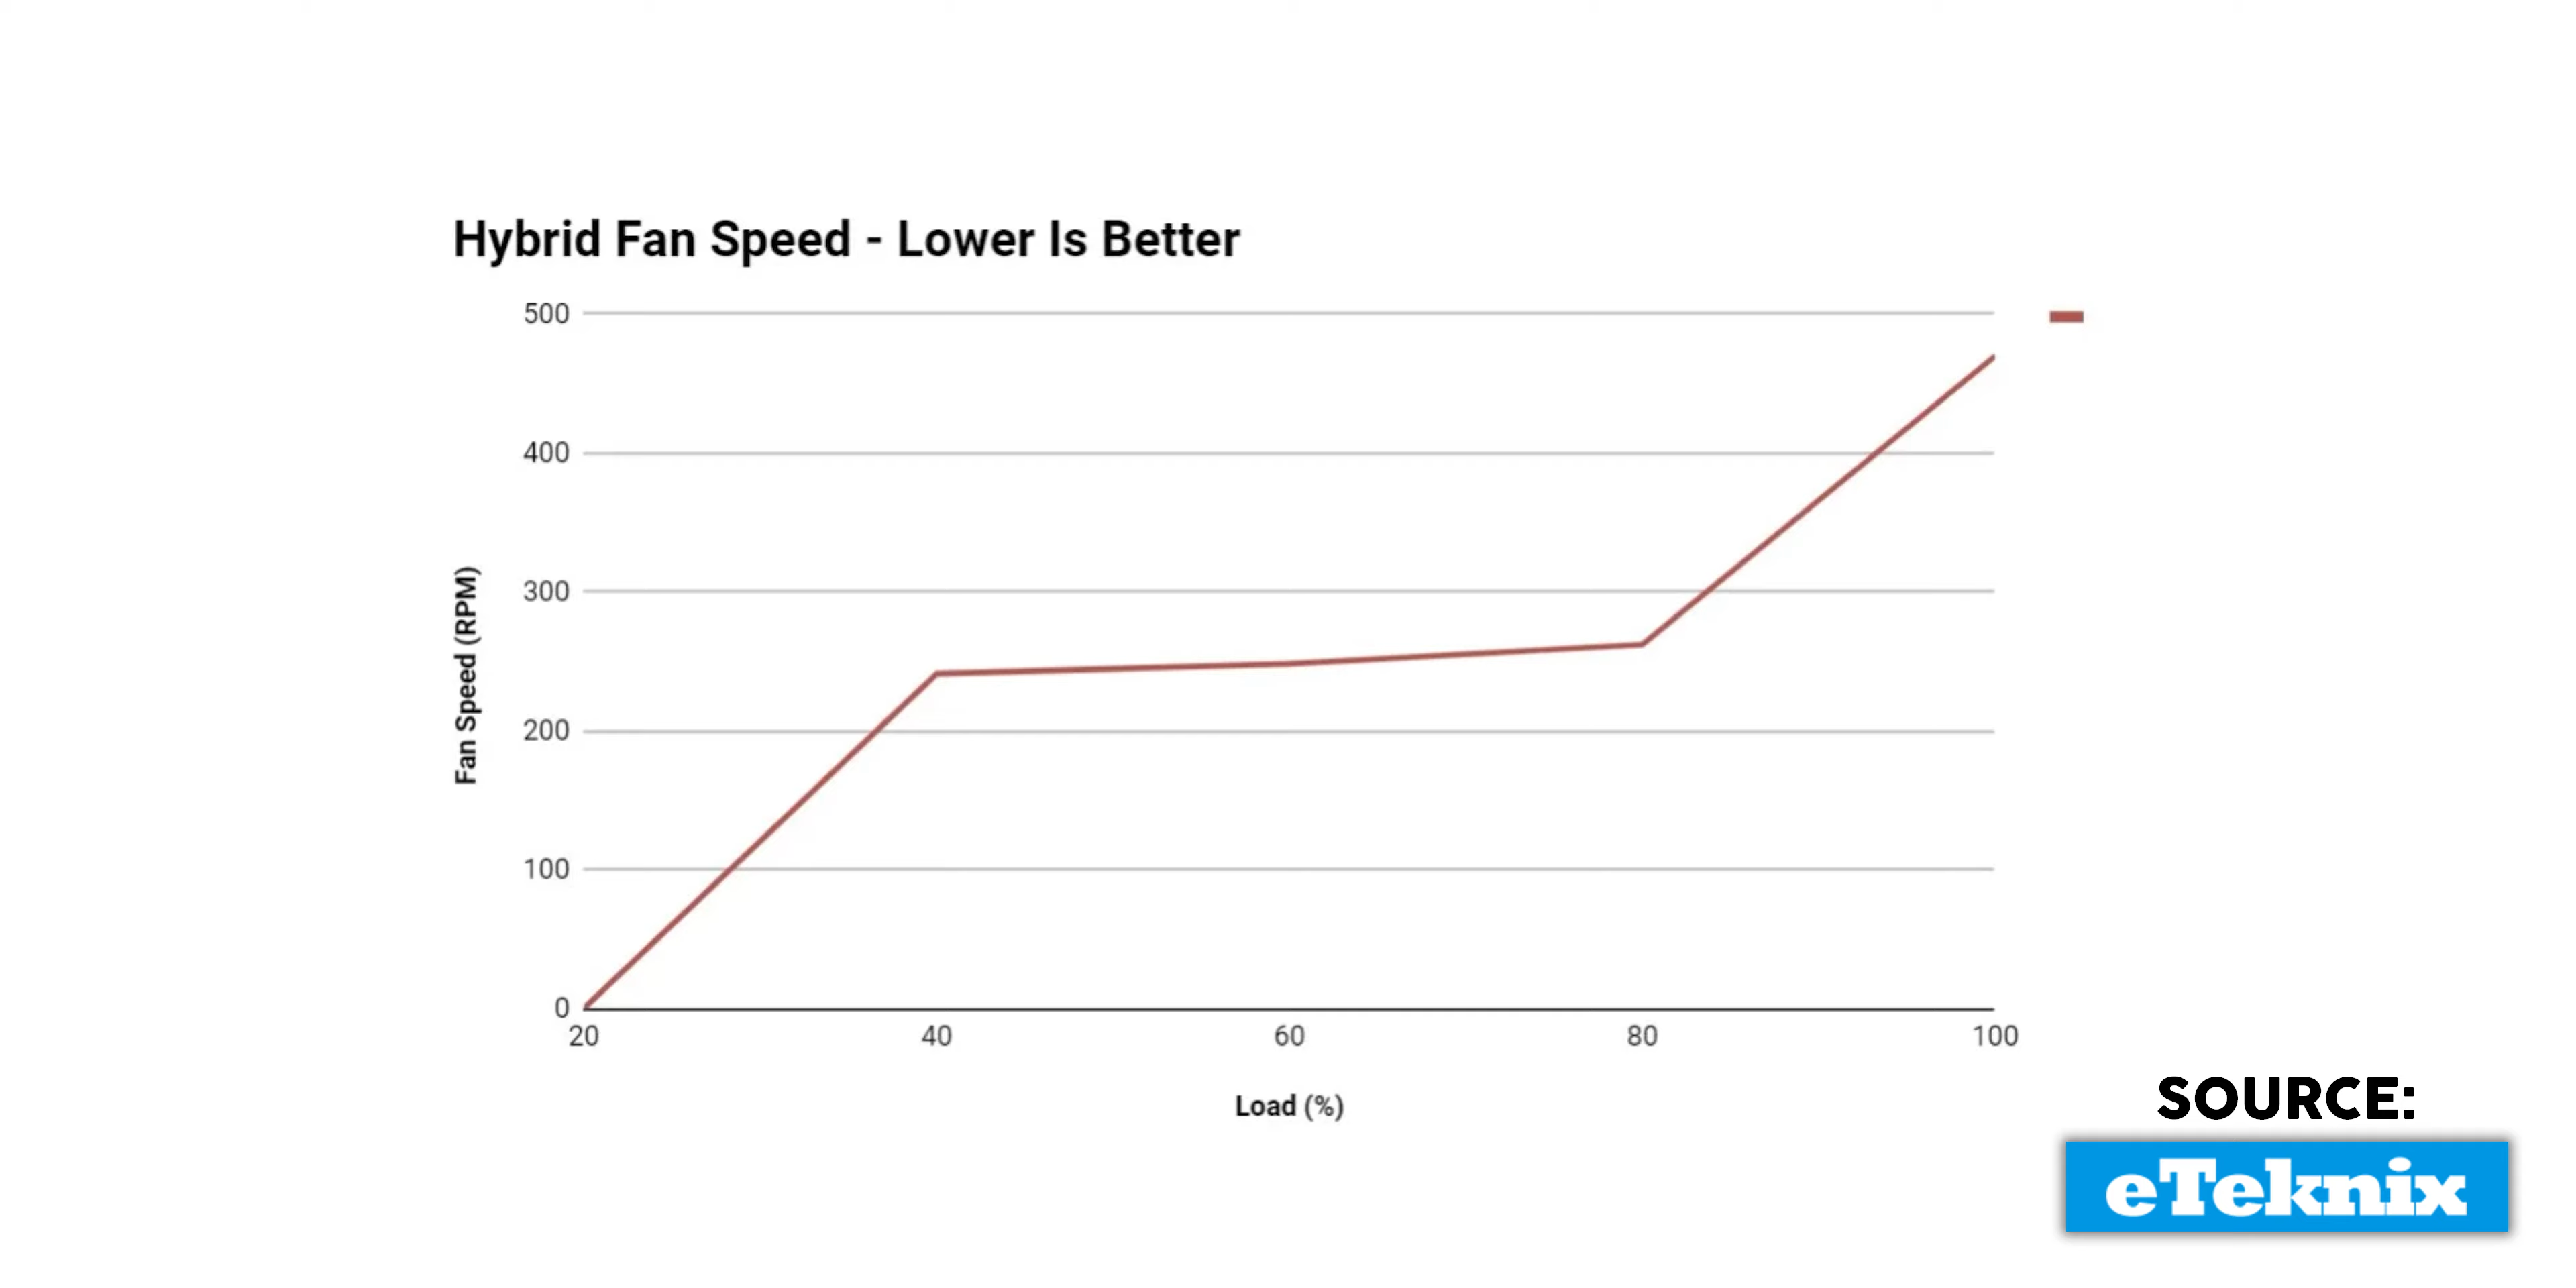 Hybrid Fan Speed - Lower Is Better
500
400
300
200
100
0
Fan Speed (RPM)
20 40 60 80 100
Load (%)
SOURCE:
eTeknix